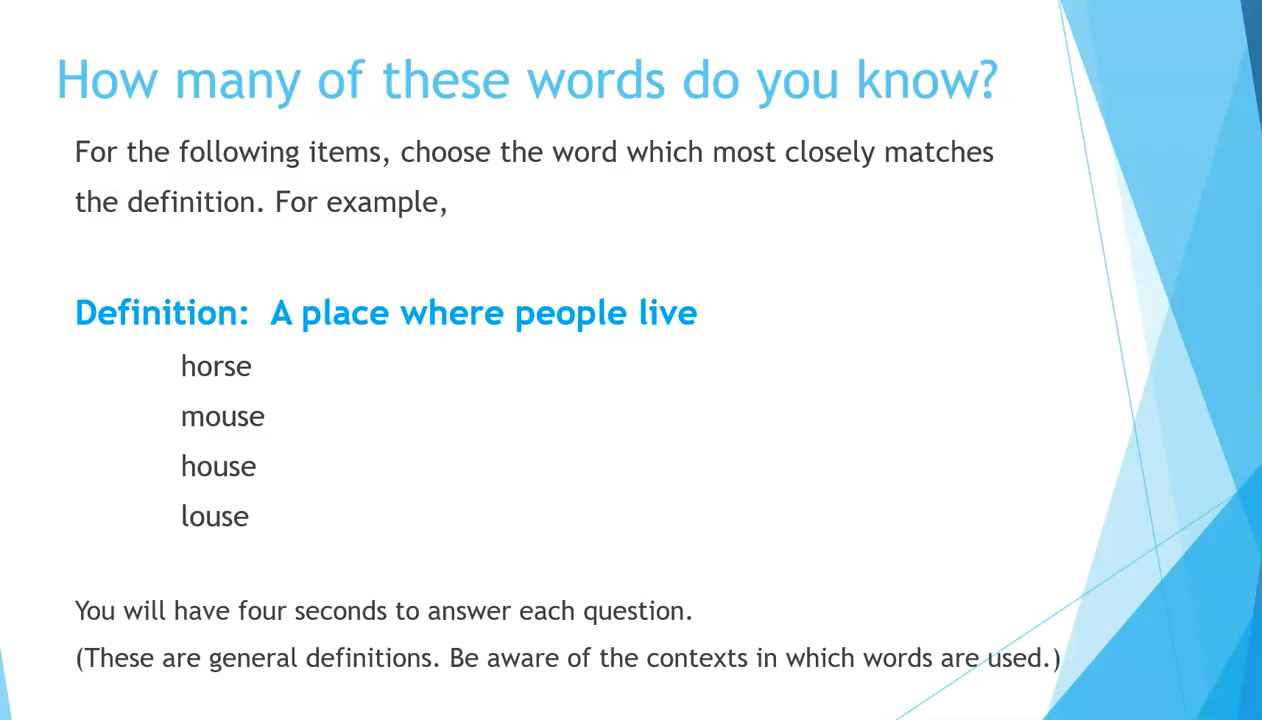 How many of these words do you know?
For the following items, choose the word which most closely matches
the definition. For example,
Definition:  A place where people live
horse
mouse
house
louse
You will have four seconds to answer each question.
(These are general definitions. Be aware of the contexts in which words are used.)